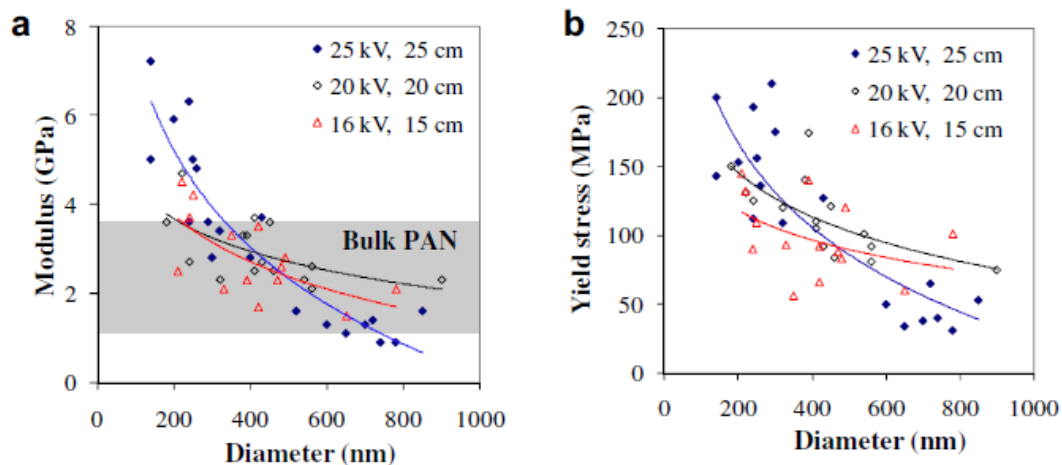 a
8
6
4
2
0
Modulus (GPa)
25 kV, 25 cm
20 kV, 20 cm
16 kV, 15 cm
Bulk PAN
0 200 400 600 800 1000
Diameter (nm)
b
250
200
150
100
50
0
Yield stress (MPa)
25 kV, 25 cm
20 kV, 20 cm
16 kV, 15 cm
0 200 400 600 800 1000
Diameter (nm)